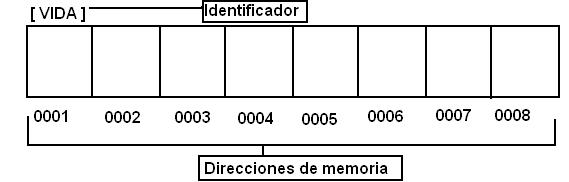 [ VIDA ] Identificador
0001 0002 0003 0004 0005 0006 0007 0008
Direcciones de memoria